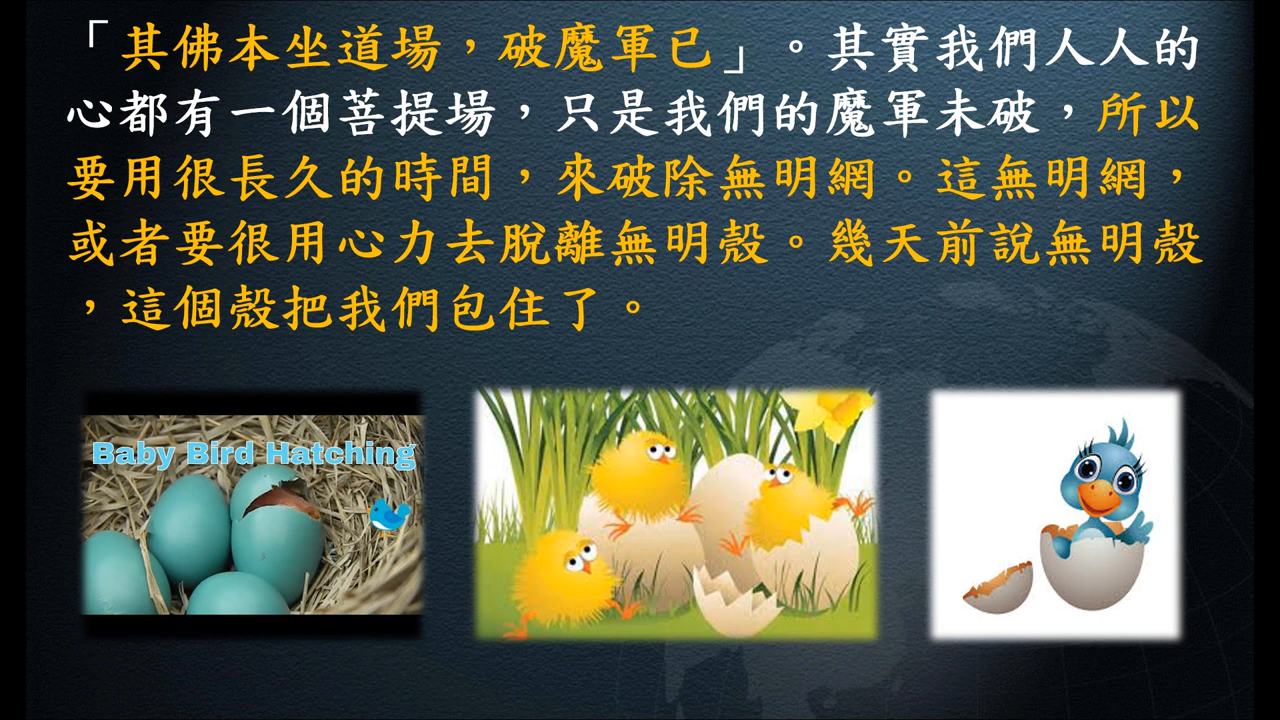 「其佛本坐道場，破魔軍已」。其實我們人人的
心都有一個菩提場，只是我們的魔軍未破，所以
要用很長久的時間，來破除無明網。這無明網，
或者要很用心力去脫離無明殼。幾天前說無明殼
，這個殼把我們包住了。
Baby Bird Hatching